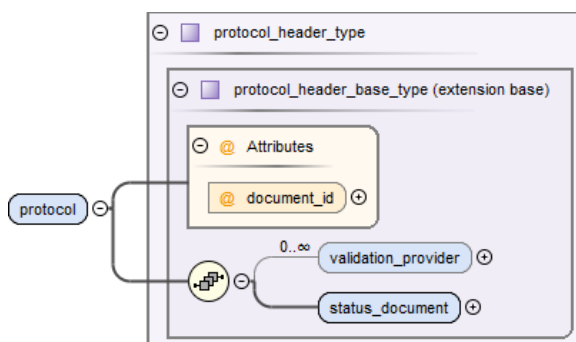 protocol_header_type
protocol_header_base_type (extension base)
@ Attributes
@ document_id
protocol
0..∞
validation_provider
status_document